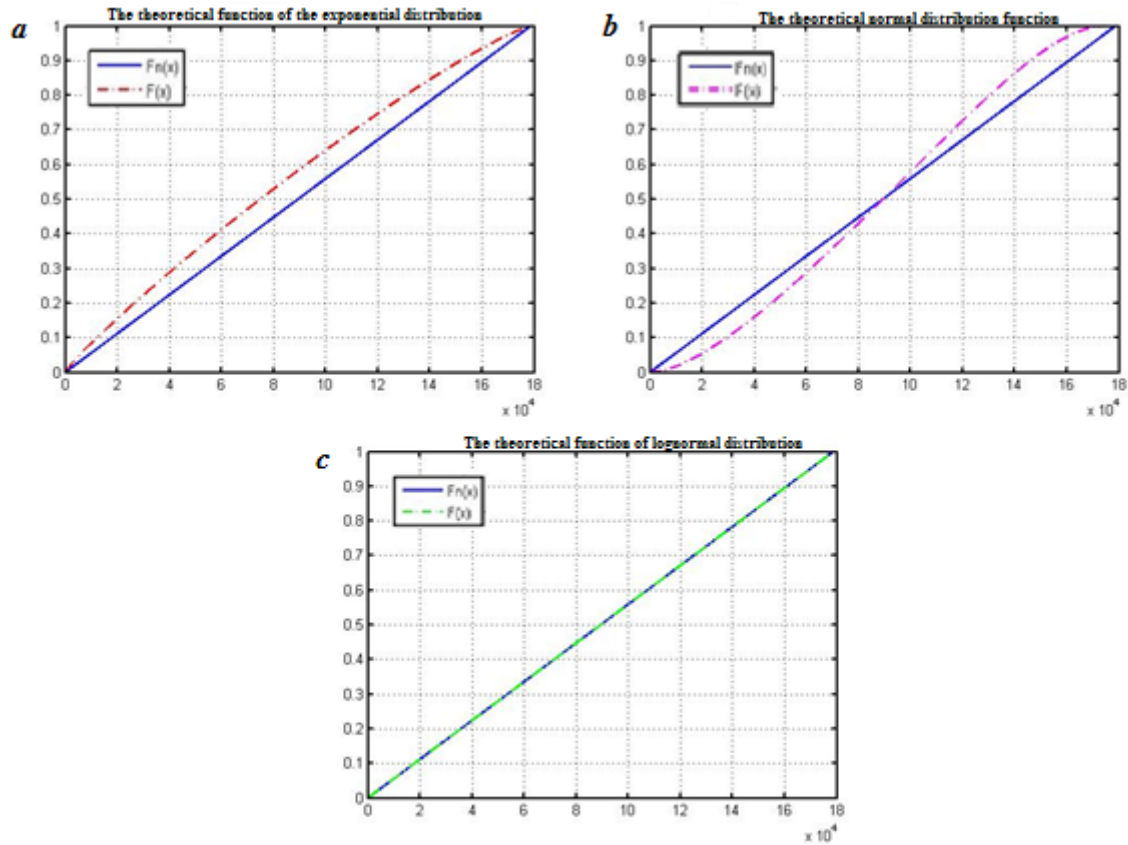 The theoretical function of the exponential distribution
a
Fn(x)
F(x)
1
0.9
0.8
0.7
0.6
0.5
0.4
0.3
0.2
0.1
0
0 2 4 6 8 10 12 14 16 18
x 10^4
The theoretical normal distribution function
b
Fn(x)
F(x)
1
0.9
0.8
0.7
0.6
0.5
0.4
0.3
0.2
0.1
0
0 2 4 6 8 10 12 14 16 18
x 10^4
The theoretical function of lognormal distribution
c
Fn(x)
F(x)
1
0.9
0.8
0.7
0.6
0.5
0.4
0.3
0.2
0.1
0
0 2 4 6 8 10 12 14 16 18
x 10^4